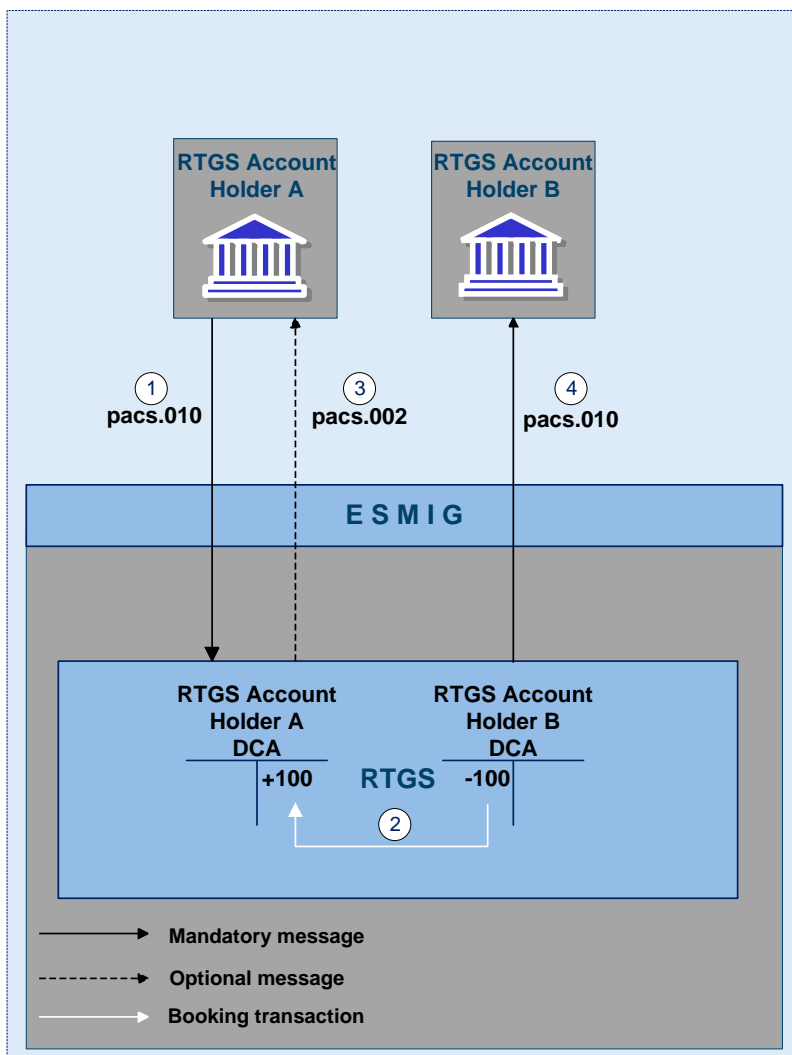 RTGS Account
Holder A
RTGS Account
Holder B
1
pacs.010
3
pacs.002
4
pacs.010
E S M I G
RTGS Account
Holder A
DCA
RTGS Account
Holder B
DCA
+100
RTGS
-100
2
Mandatory message
Optional message
Booking transaction